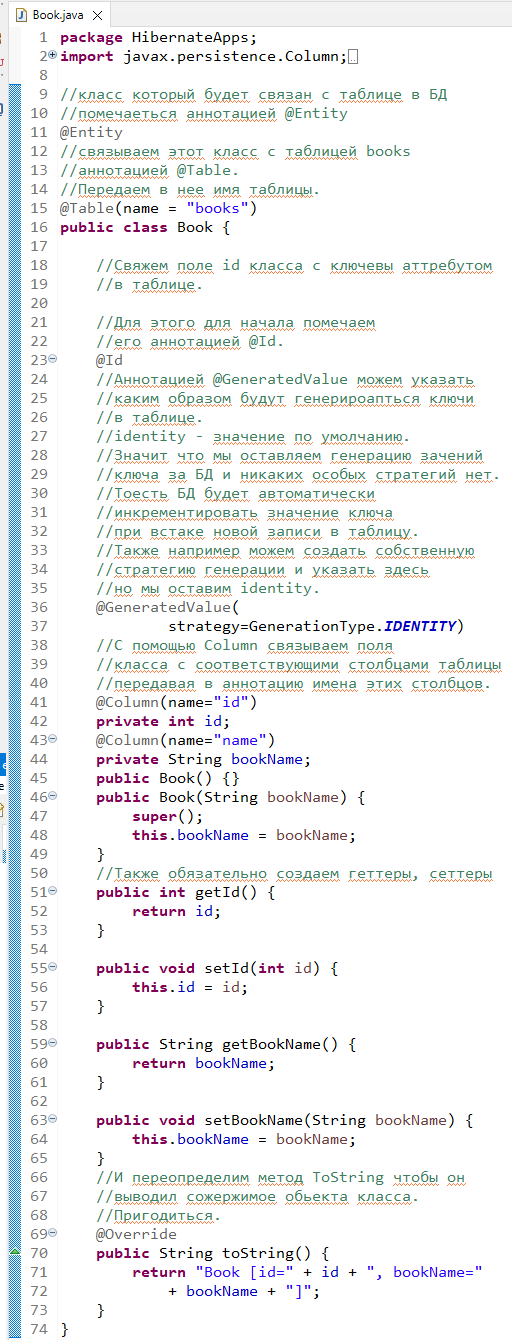 Book.java
1 package HibernateApps;
2 import javax.persistence.Column;
8
9 //класс который будет связан с таблице в БД
10 //помечаеться аннотацией @Entity
11 @Entity
12 //связываем этот класс с таблицей books
13 //аннотацией @Table.
14 //Передаем в нее имя таблицы.
15 @Table(name = "books")
16 public class Book {
17
18 //Свяжем поле id класса с ключевы аттребутом
19 //в таблице.
20
21 //Для этого для начала помечаем
22 //его аннотацией @Id.
23 @Id
24 //Аннотацией @GeneratedValue можем указать
25 //каким образом будут генерироапться ключи
26 //в таблице.
27 //identity - значение по умолчанию.
28 //Значит что мы оставляем генерацию зачений
29 //ключа за БД и никаких особых стратегий нет.
30 //Тоесть БД будет автоматически
31 //инкрементировать значение ключа
32 //при встаке новой записи в таблицу.
33 //Также например можем создать собственную
34 //стратегию генерации и указать здесь
35 //но мы оставим identity.
36 @GeneratedValue(
37 strategy=GenerationType.IDENTITY)
38 //С помощью Column связываем поля
39 //класса с соответствующими столбцами таблицы
40 //передавая в аннотацию имена этих столбцов.
41 @Column(name="id")
42 private int id;
43 @Column(name="name")
44 private String bookName;
45 public Book() {}
46 public Book(String bookName) {
47 super();
48 this.bookName = bookName;
49 }
50 //Также обязательно создаем геттеры, сеттеры
51 public int getId() {
52 return id;
53 }
54
55 public void setId(int id) {
56 this.id = id;
57 }
58
59 public String getBookName() {
60 return bookName;
61 }
62
63 public void setBookName(String bookName) {
64 this.bookName = bookName;
65 }
66 //И переопределим метод ToString чтобы он
67 //выводил сожержимое обьекта класса.
68 //Пригодиться.
69 @Override
70 public String toString() {
71 return "Book [id=" + id + ", bookName="
72 + bookName + "]";
73 }
74 }